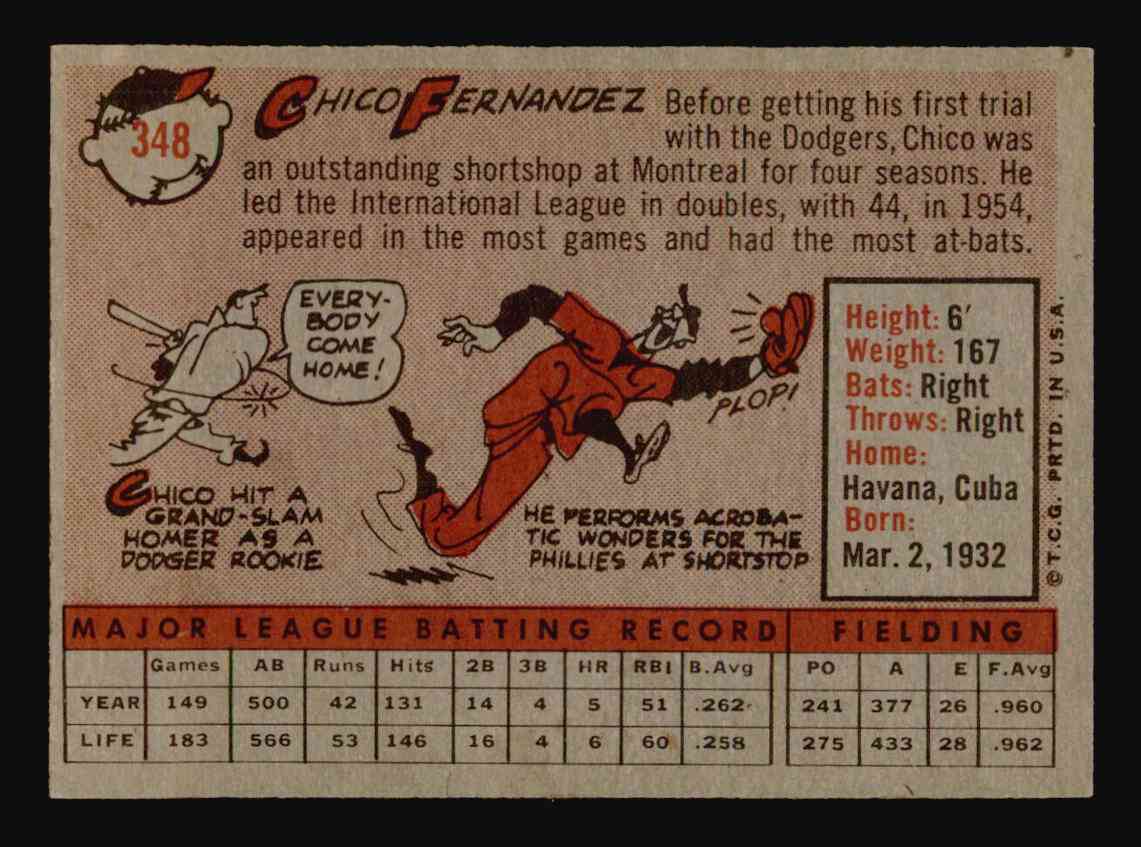 348
CHICO FERNANDEZ
Before getting his first trial
with the Dodgers, Chico was
an outstanding shortshop at Montreal for four seasons. He
led the International League in doubles, with 44, in 1954,
appeared in the most games and had the most at-bats.
EVERY-
BODY
COME
HOME!
CHICO HIT A
GRAND-SLAM
HOMER AS A
DODGER ROOKIE
PLOP!
HE PERFORMS ACROBA-
TIC WONDERS FOR THE
PHILLIES AT SHORTSTOP
Height: 6'
Weight: 167
Bats: Right
Throws: Right
Home:
Havana, Cuba
Born:
Mar. 2, 1932
© T.C.G. PRTD. IN U.S.A.
MAJOR LEAGUE BATTING RECORD FIELDING
Games AB Runs Hits 2B 3B HR RBI B.Avg PO A E F.Avg
YEAR 149 500 42 131 14 4 5 51 .262 241 377 26 .960
LIFE 183 566 53 146 16 4 6 60 .258 275 433 28 .962